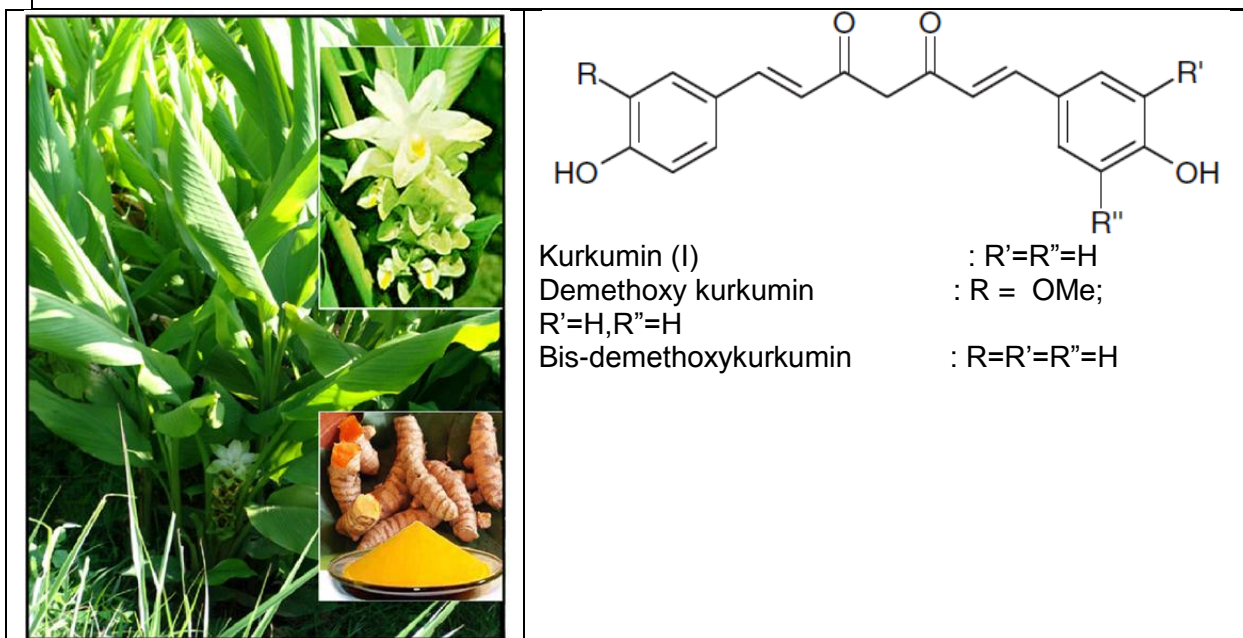 O O
R R'
HO OH
R"
Kurkumin (I) : R'=R"=H
Demethoxy kurkumin : R = OMe;
R'=H,R"=H
Bis-demethoxykurkumin : R=R'=R"=H